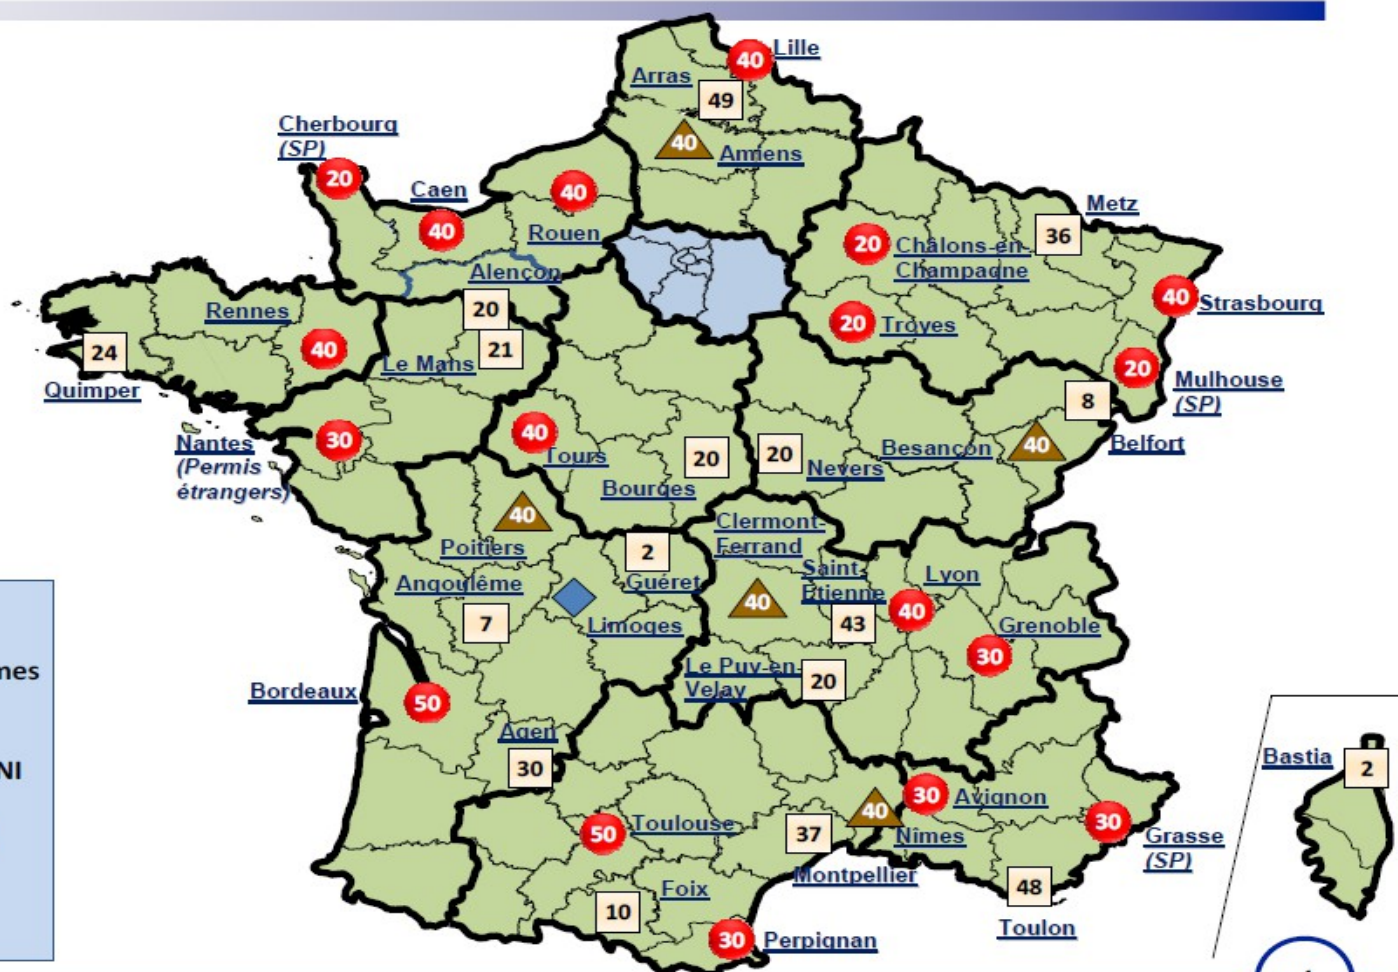 Lille
40
Arras
49
40
Amiens
Cherbourg
(SP)
20
Caen
40
40
Rouen
Alençon
Metz
36
20
Châlons-en-
Champagne
40
Strasbourg
20
Troyes
20
Mulhouse
(SP)
Rennes
40
24
Quimper
20
21
Le Mans
8
Belfort
Nantes
(Permis
étrangers)
30
40
Tours
20
Bourges
20
Nevers
Besançon
40
40
Poitiers
2
Guéret
Clermont-
Ferrand
40
Saint-
Etienne
43
Lyon
40
Grenoble
30
Angoulême
7
Limoges
Le Puy-en-
Velay
20
Bordeaux
50
Agen
30
50
Toulouse
37
Montpellier
40
Nîmes
30
Avignon
30
Grasse
(SP)
48
Toulon
Foix
10
30
Perpignan
Bastia
2
NI